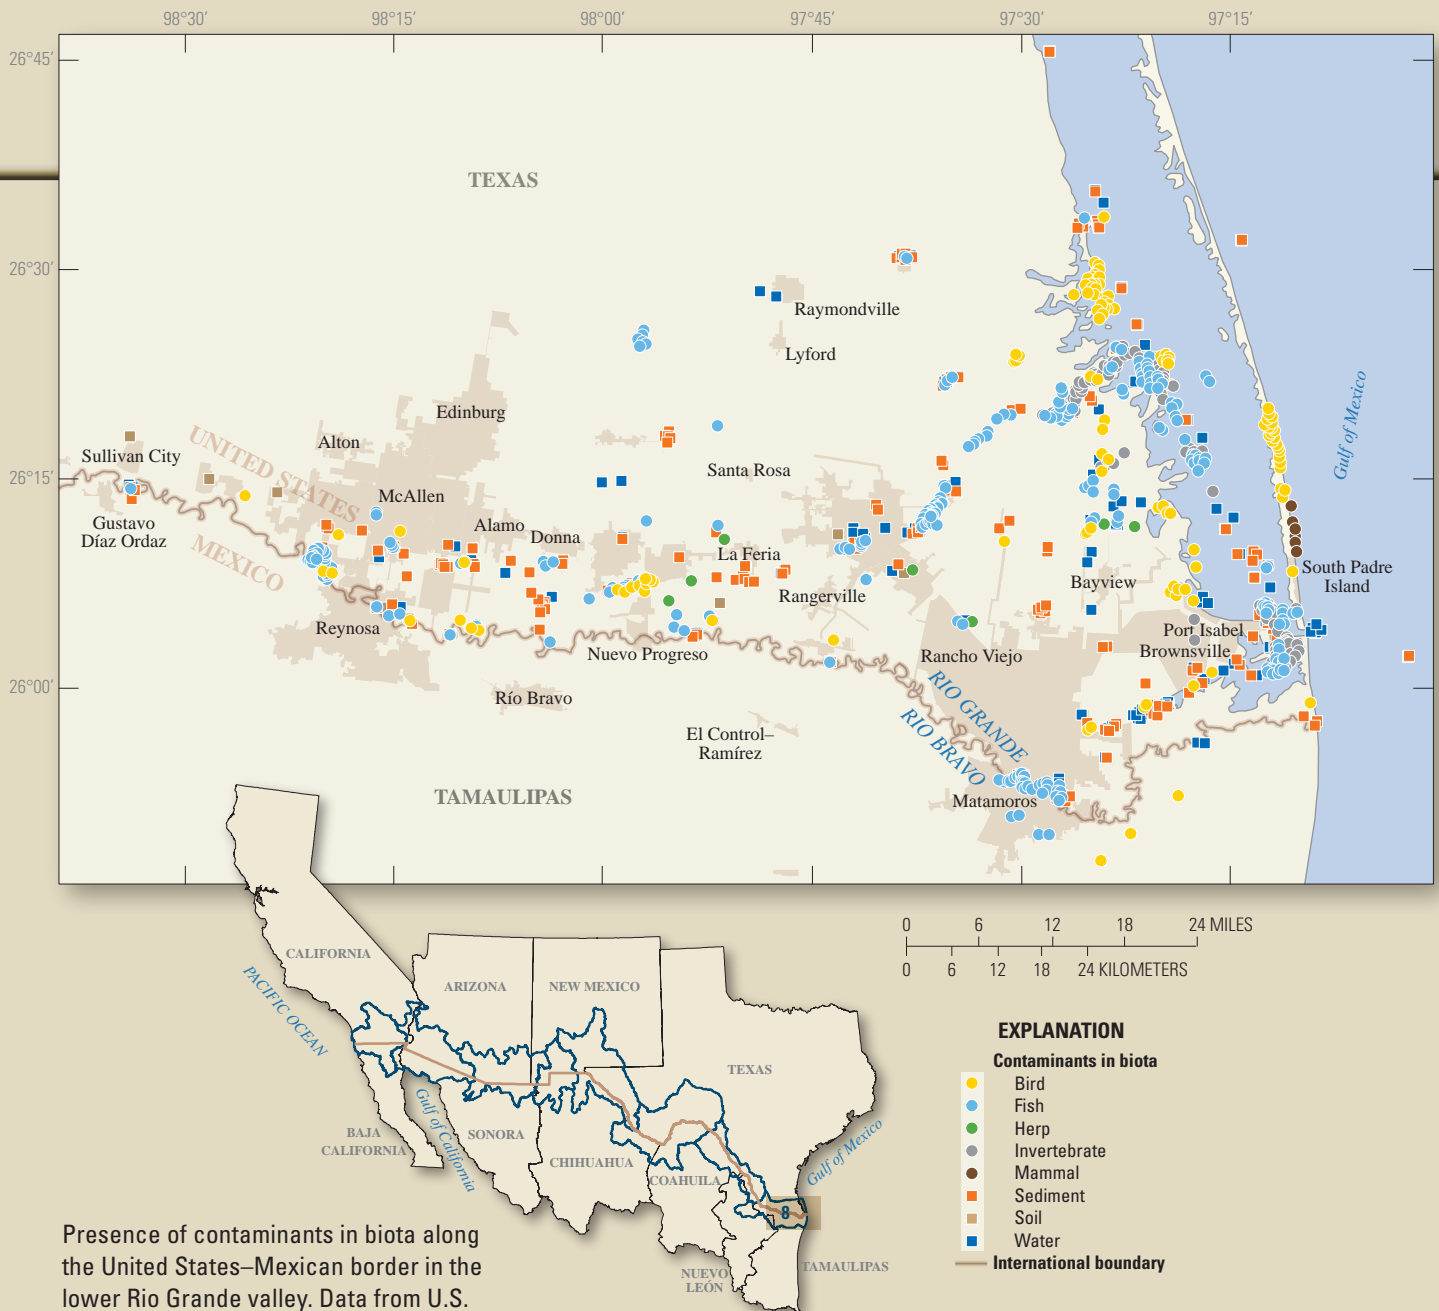 98°30′ 98°15′ 98°00′ 97°45′ 97°30′ 97°15′
26°45′
TEXAS
26°30′
Raymondville
Lyford
Edinburg
Gulf of Mexico
Alton
UNITED STATES
Sullivan City
Santa Rosa
26°15′
McAllen
Gustavo
Díaz Ordaz
Alamo
Donna
MEXICO
La Feria
South Padre
Island
Bayview
Rangerville
Reynosa
Port Isabel
Nuevo Progreso
Rancho Viejo
Brownsville
26°00′
RIO GRANDE
Río Bravo
RIO BRAVO
El Control–
Ramírez
TAMAULIPAS
Matamoros
0 6 12 18 24 MILES
0 6 12 18 24 KILOMETERS
CALIFORNIA
PACIFIC OCEAN
ARIZONA
NEW MEXICO
TEXAS
Gulf of California
BAJA
CALIFORNIA
SONORA
CHIHUAHUA
COAHUILA
Gulf of Mexico
8
NUEVO
LEÓN
TAMAULIPAS
EXPLANATION
Contaminants in biota
Bird
Fish
Herp
Invertebrate
Mammal
Sediment
Soil
Water
International boundary
Presence of contaminants in biota along
the United States–Mexican border in the
lower Rio Grande valley. Data from U.S.